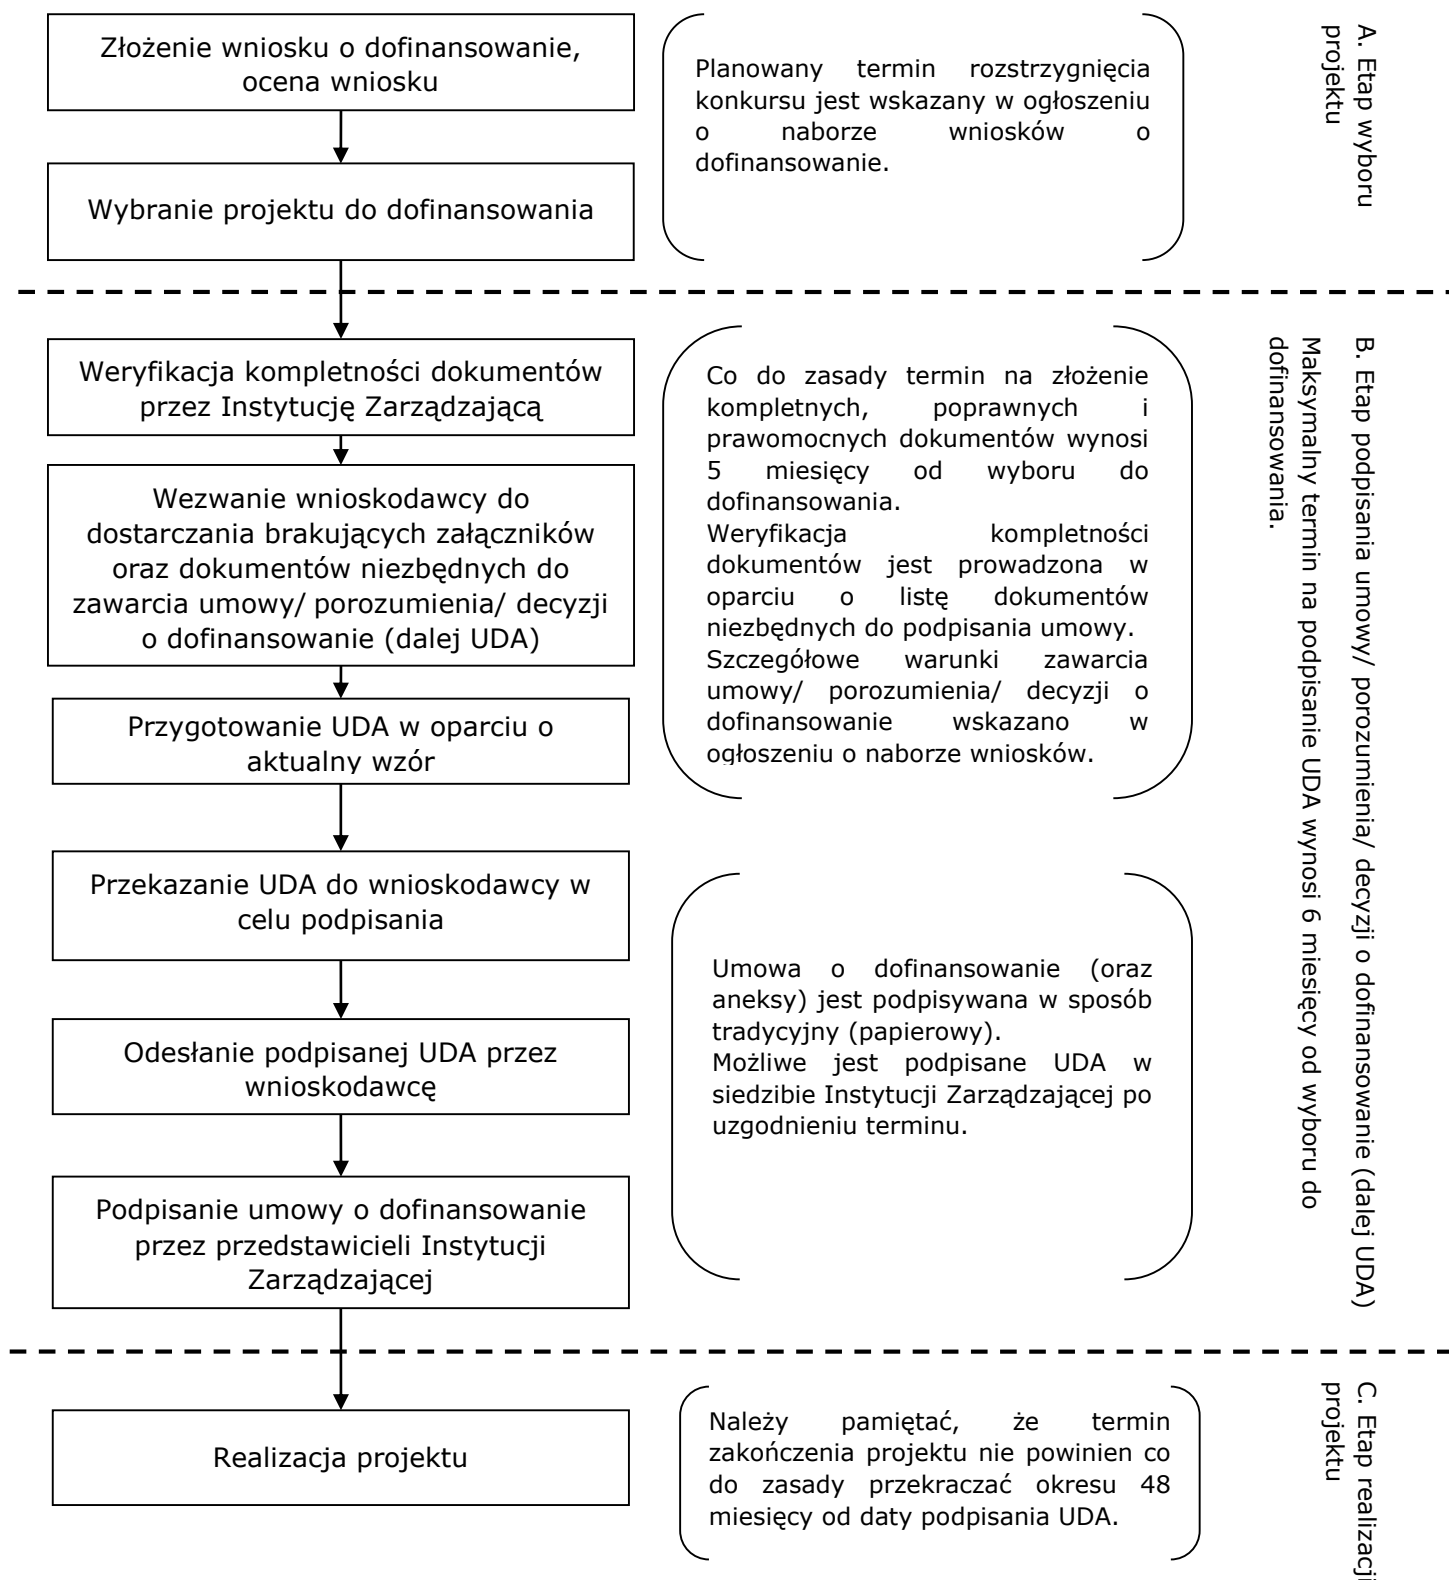 Złożenie wniosku o dofinansowanie,
ocena wniosku
Planowany termin rozstrzygnięcia
konkursu jest wskazany w ogłoszeniu
o naborze wniosków o
dofinansowanie.
Wybranie projektu do dofinansowania
A. Etap wyboru
projektu
Weryfikacja kompletności dokumentów
przez Instytucję Zarządzającą
Wezwanie wnioskodawcy do
dostarczania brakujących załączników
oraz dokumentów niezbędnych do
zawarcia umowy/ porozumienia/ decyzji
o dofinansowanie (dalej UDA)
Przygotowanie UDA w oparciu o
aktualny wzór
Co do zasady termin na złożenie
kompletnych, poprawnych i
prawomocnych dokumentów wynosi
5 miesięcy od wyboru do
dofinansowania.
Weryfikacja kompletności
dokumentów jest prowadzona w
oparciu o listę dokumentów
niezbędnych do podpisania umowy.
Szczegółowe warunki zawarcia
umowy/ porozumienia/ decyzji o
dofinansowanie wskazano w
ogłoszeniu o naborze wniosków.
Przekazanie UDA do wnioskodawcy w
celu podpisania
Odesłanie podpisanej UDA przez
wnioskodawcę
Podpisanie umowy o dofinansowanie
przez przedstawicieli Instytucji
Zarządzającej
Umowa o dofinansowanie (oraz
aneksy) jest podpisywana w sposób
tradycyjny (papierowy).
Możliwe jest podpisane UDA w
siedzibie Instytucji Zarządzającej po
uzgodnieniu terminu.
B. Etap podpisania umowy/ porozumienia/ decyzji o dofinansowanie (dalej UDA)
Maksymalny termin na podpisanie UDA wynosi 6 miesięcy od wyboru do
dofinansowania.
Realizacja projektu
Należy pamiętać, że termin
zakończenia projektu nie powinien co
do zasady przekraczać okresu 48
miesięcy od daty podpisania UDA.
C. Etap realizacji
projektu